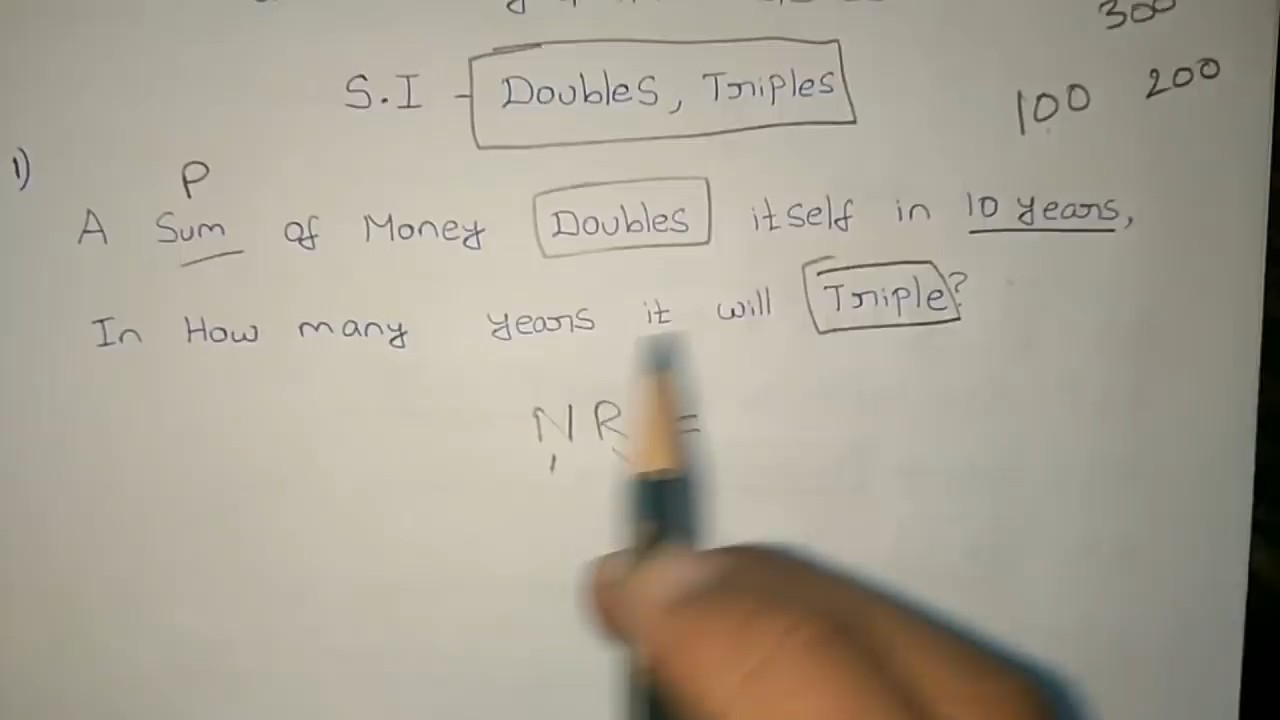 300
S.I - Doubles, Triples
100 200
1)
P
A Sum of Money Doubles itself in 10 years,
In How many years it will Triple?
NR =